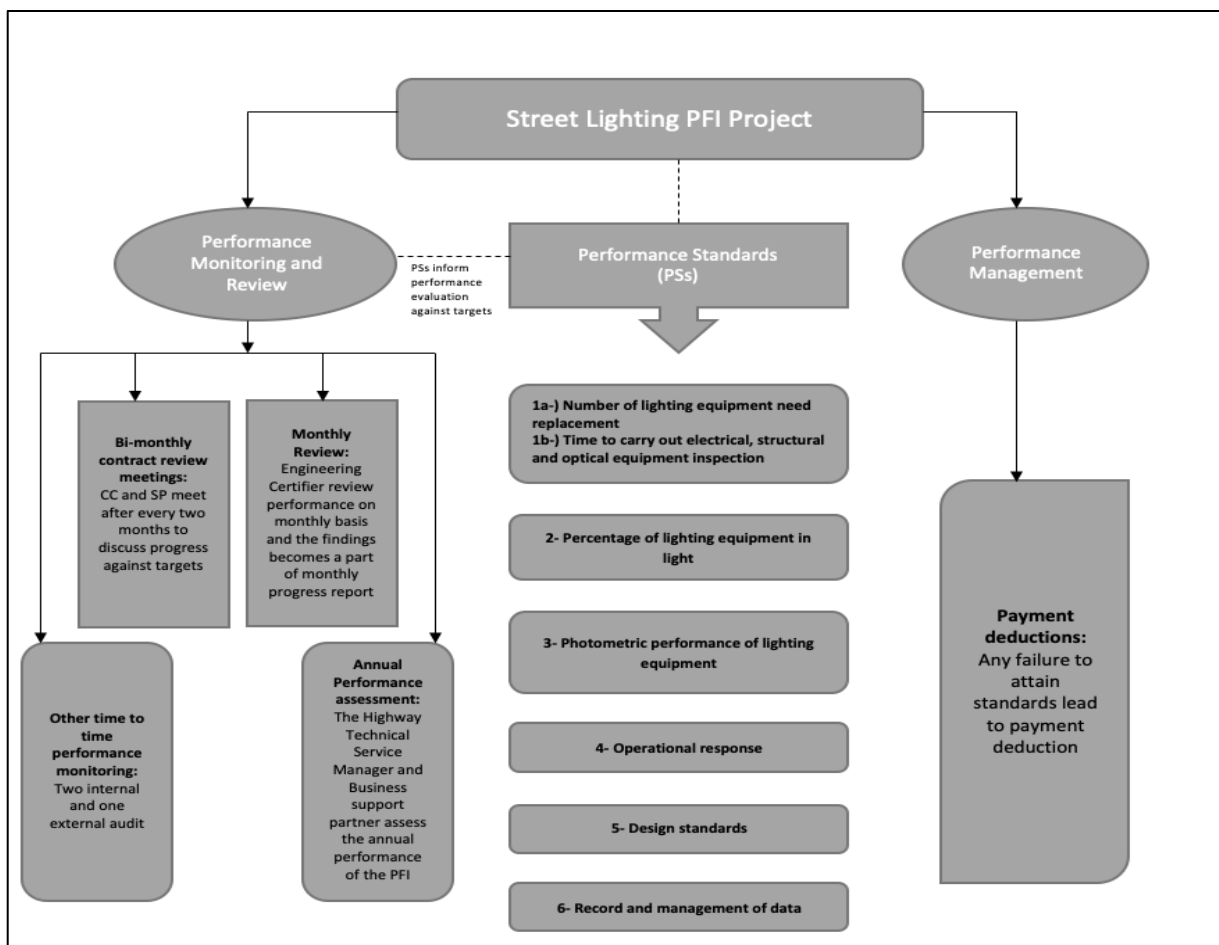 Street Lighting PFI Project
Performance
Monitoring and
Review
PSs inform
performance
evaluation
against targets
Performance Standards
(PSs)
Performance
Management
Bi-monthly
contract review
meetings:
CC and SP meet
after every two
months to
discuss progress
against targets
Monthly
Review:
Engineering
Certifier review
performance on
monthly basis
and the findings
becomes a part
of monthly
progress report
Other time to
time
performance
monitoring:
Two internal
and one
external audit
Annual
Performance
assessment:
The Highway
Technical
Service
Manager and
Business
support
partner assess
the annual
performance
of the PFI
1a-) Number of lighting equipment need
replacement
1b-) Time to carry out electrical, structural
and optical equipment inspection
2- Percentage of lighting equipment in
light
3- Photometric performance of lighting
equipment
4- Operational response
5- Design standards
6- Record and management of data
Payment
deductions:
Any failure to
attain
standards lead
to payment
deduction